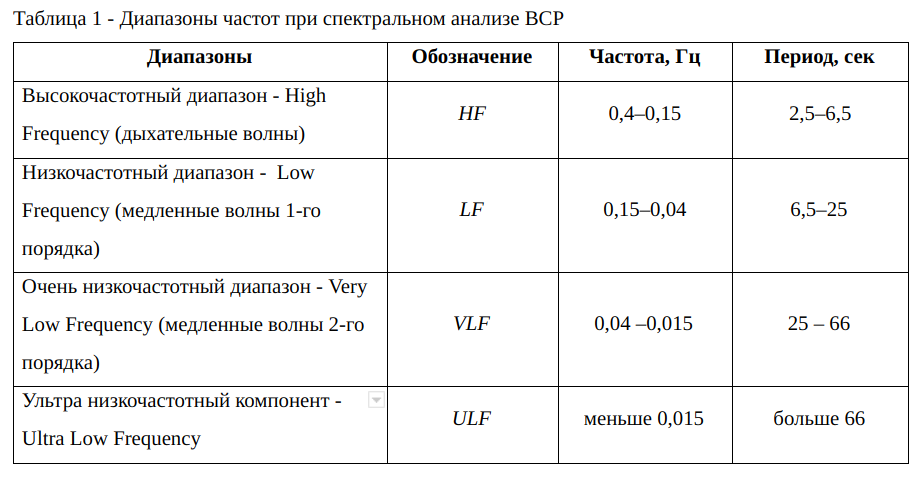 Таблица 1 - Диапазоны частот при спектральном анализе ВСР
Диапазоны Обозначение Частота, Гц Период, сек
Высокочастотный диапазон - High
Frequency (дыхательные волны)
HF 0,4–0,15 2,5–6,5
Низкочастотный диапазон -  Low
Frequency (медленные волны 1-го
порядка)
LF 0,15–0,04 6,5–25
Очень низкочастотный диапазон - Very
Low Frequency (медленные волны 2-го
порядка)
VLF 0,04 –0,015 25 – 66
Ультра низкочастотный компонент -
Ultra Low Frequency
ULF меньше 0,015 больше 66